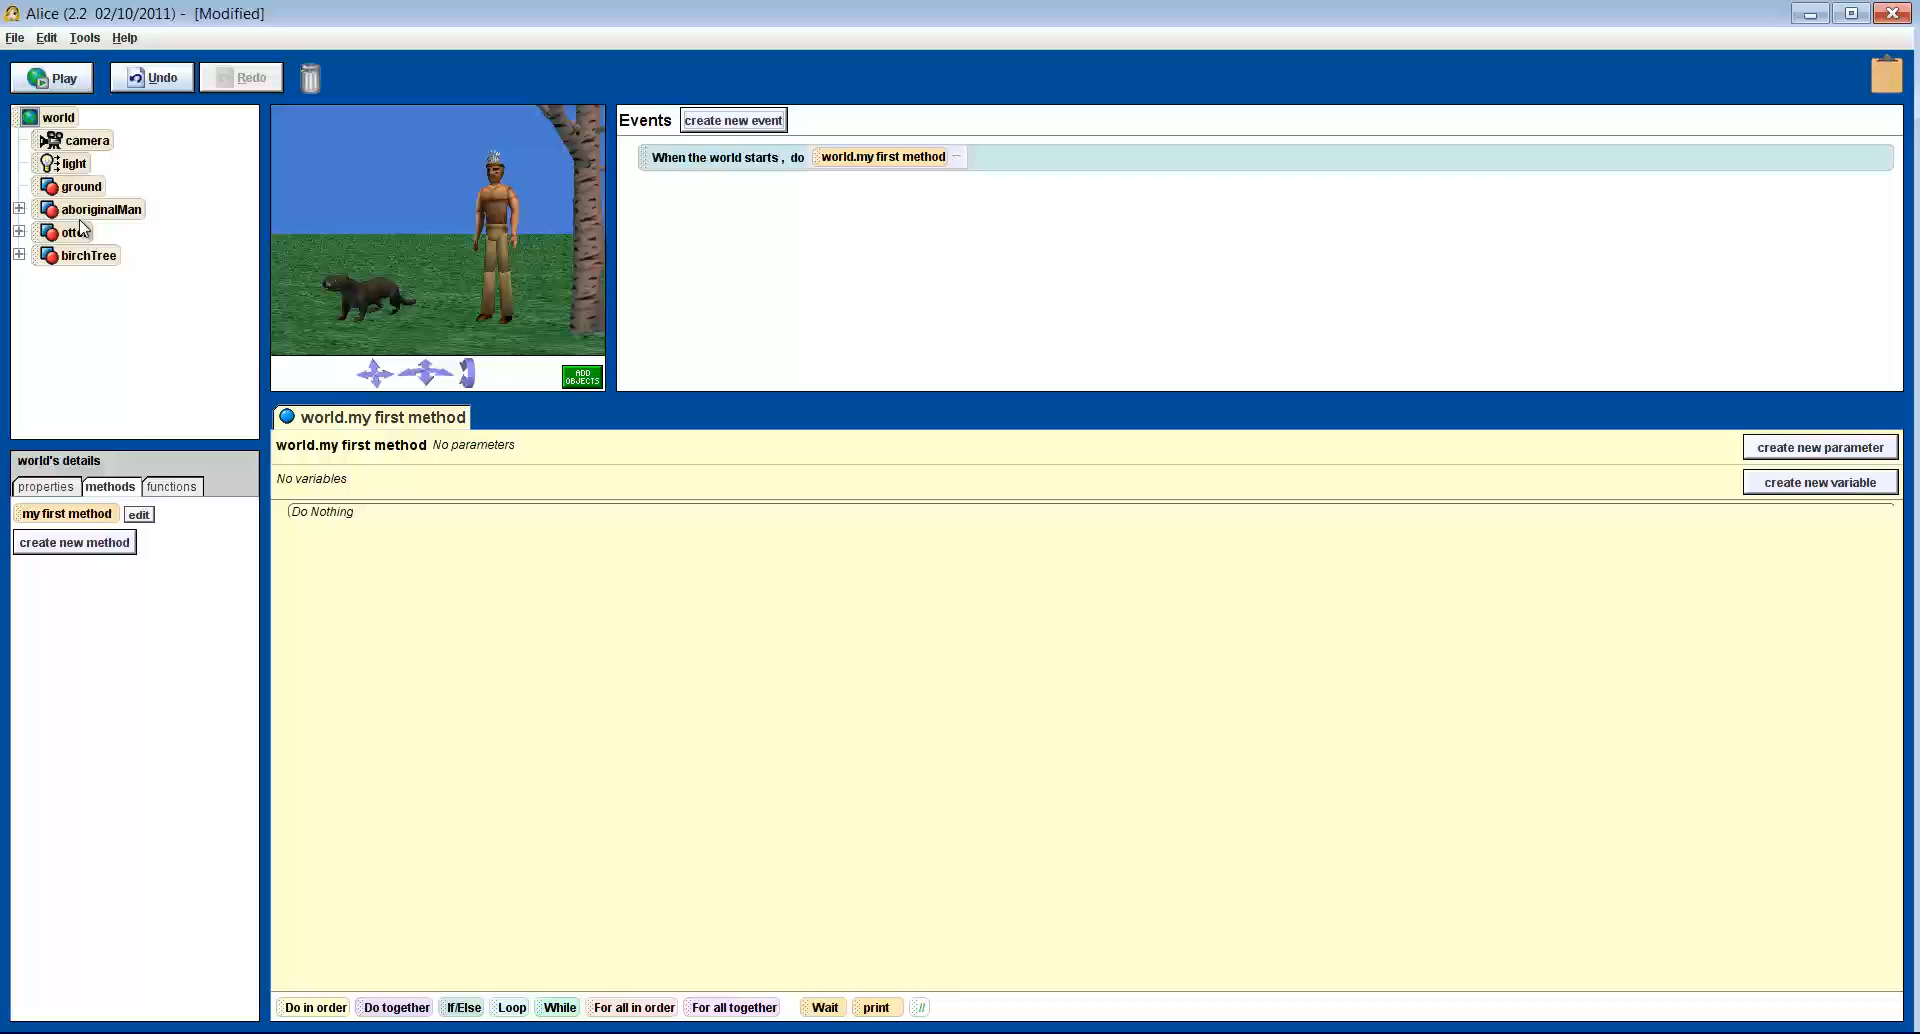 Alice (2.2 02/10/2011) - [Modified]
File Edit Tools Help
Play Undo Redo
world
camera
light
ground
aboriginalMan
birchTree
ADD
OBJECTS
Events create new event
When the world starts , do world.my first method
world's details
properties methods functions
my first method edit
create new method
world.my first method
world.my first method No parameters
create new parameter
No variables
create new variable
Do Nothing
Do in order Do together If/Else Loop While For all in order For all together Wait print //